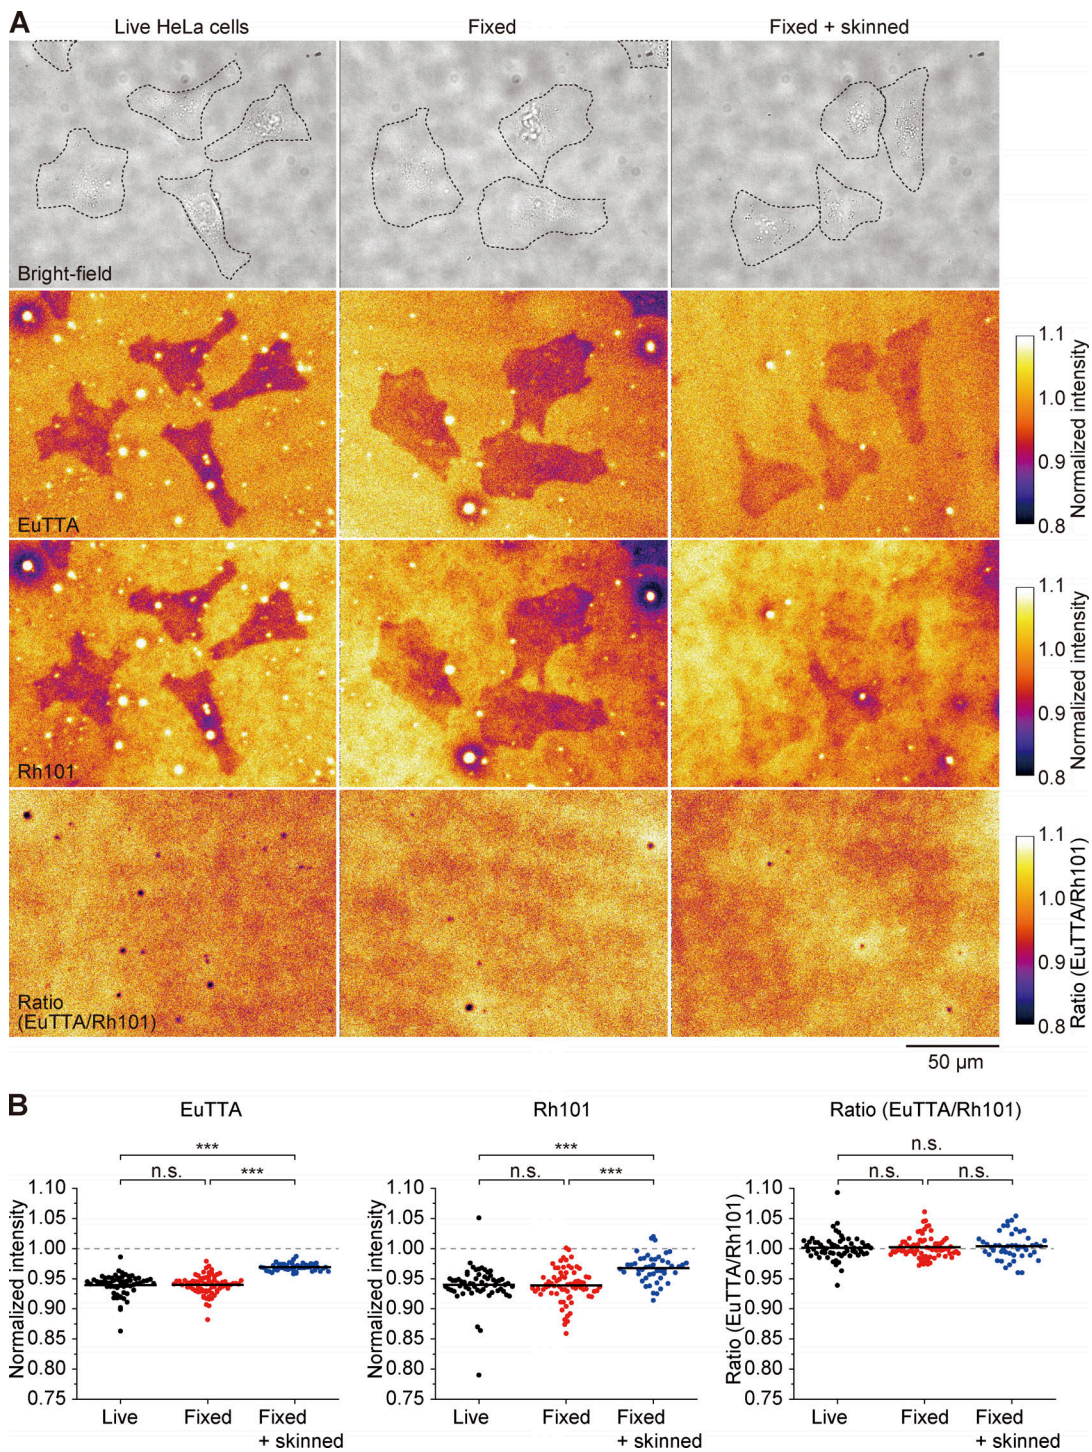 A
Live HeLa cells
Fixed
Fixed + skinned
Bright-field
EuTTA
1.1
1.0
0.9
0.8
Normalized intensity
Rh101
1.1
1.0
0.9
0.8
Normalized intensity
Ratio
(EuTTA/Rh101)
1.1
1.0
0.9
0.8
Ratio (EuTTA/Rh101)
50 µm
B
EuTTA
***
n.s.
***
Normalized intensity
1.10
1.05
1.00
0.95
0.90
0.85
0.80
0.75
Live
Fixed
Fixed
+ skinned
Rh101
***
n.s.
***
Normalized intensity
1.10
1.05
1.00
0.95
0.90
0.85
0.80
0.75
Live
Fixed
Fixed
+ skinned
Ratio (EuTTA/Rh101)
n.s.
n.s.
n.s.
Ratio (EuTTA/Rh101)
1.10
1.05
1.00
0.95
0.90
0.85
0.80
0.75
Live
Fixed
Fixed
+ skinned